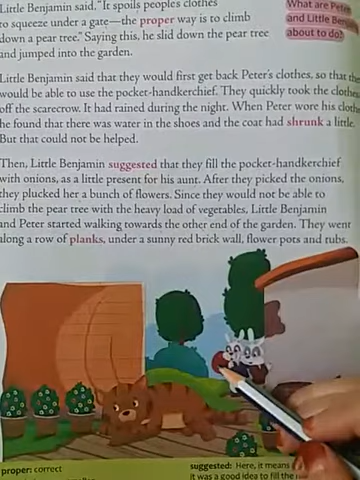 Little Benjamin said. "It spoils peoples clothes
to squeeze under a gate—the proper way is to climb
down a pear tree." Saying this, he slid down the pear tree
and jumped into the garden.
What are Pete
and Little Ben
about to do?
Little Benjamin said that they would first get back Peter's clothes, so that the
would be able to use the pocket-handkerchief. They quickly took the clothes
off the scarecrow. It had rained during the night. When Peter wore his cloth
he found that there was water in the shoes and the coat had shrunk a little.
But that could not be helped.
Then, Little Benjamin suggested that they fill the pocket-handkerchief
with onions, as a little present for his aunt. After they picked the onions,
they plucked her a bunch of flowers. Since they would not be able to
climb the pear tree with the heavy load of vegetables, Little Benjamin
and Peter started walking towards the other end of the garden. They went
along a row of planks, under a sunny red brick wall, flower pots and tubs.
proper: correct
suggested: Here, it means
it was a good idea to fill the